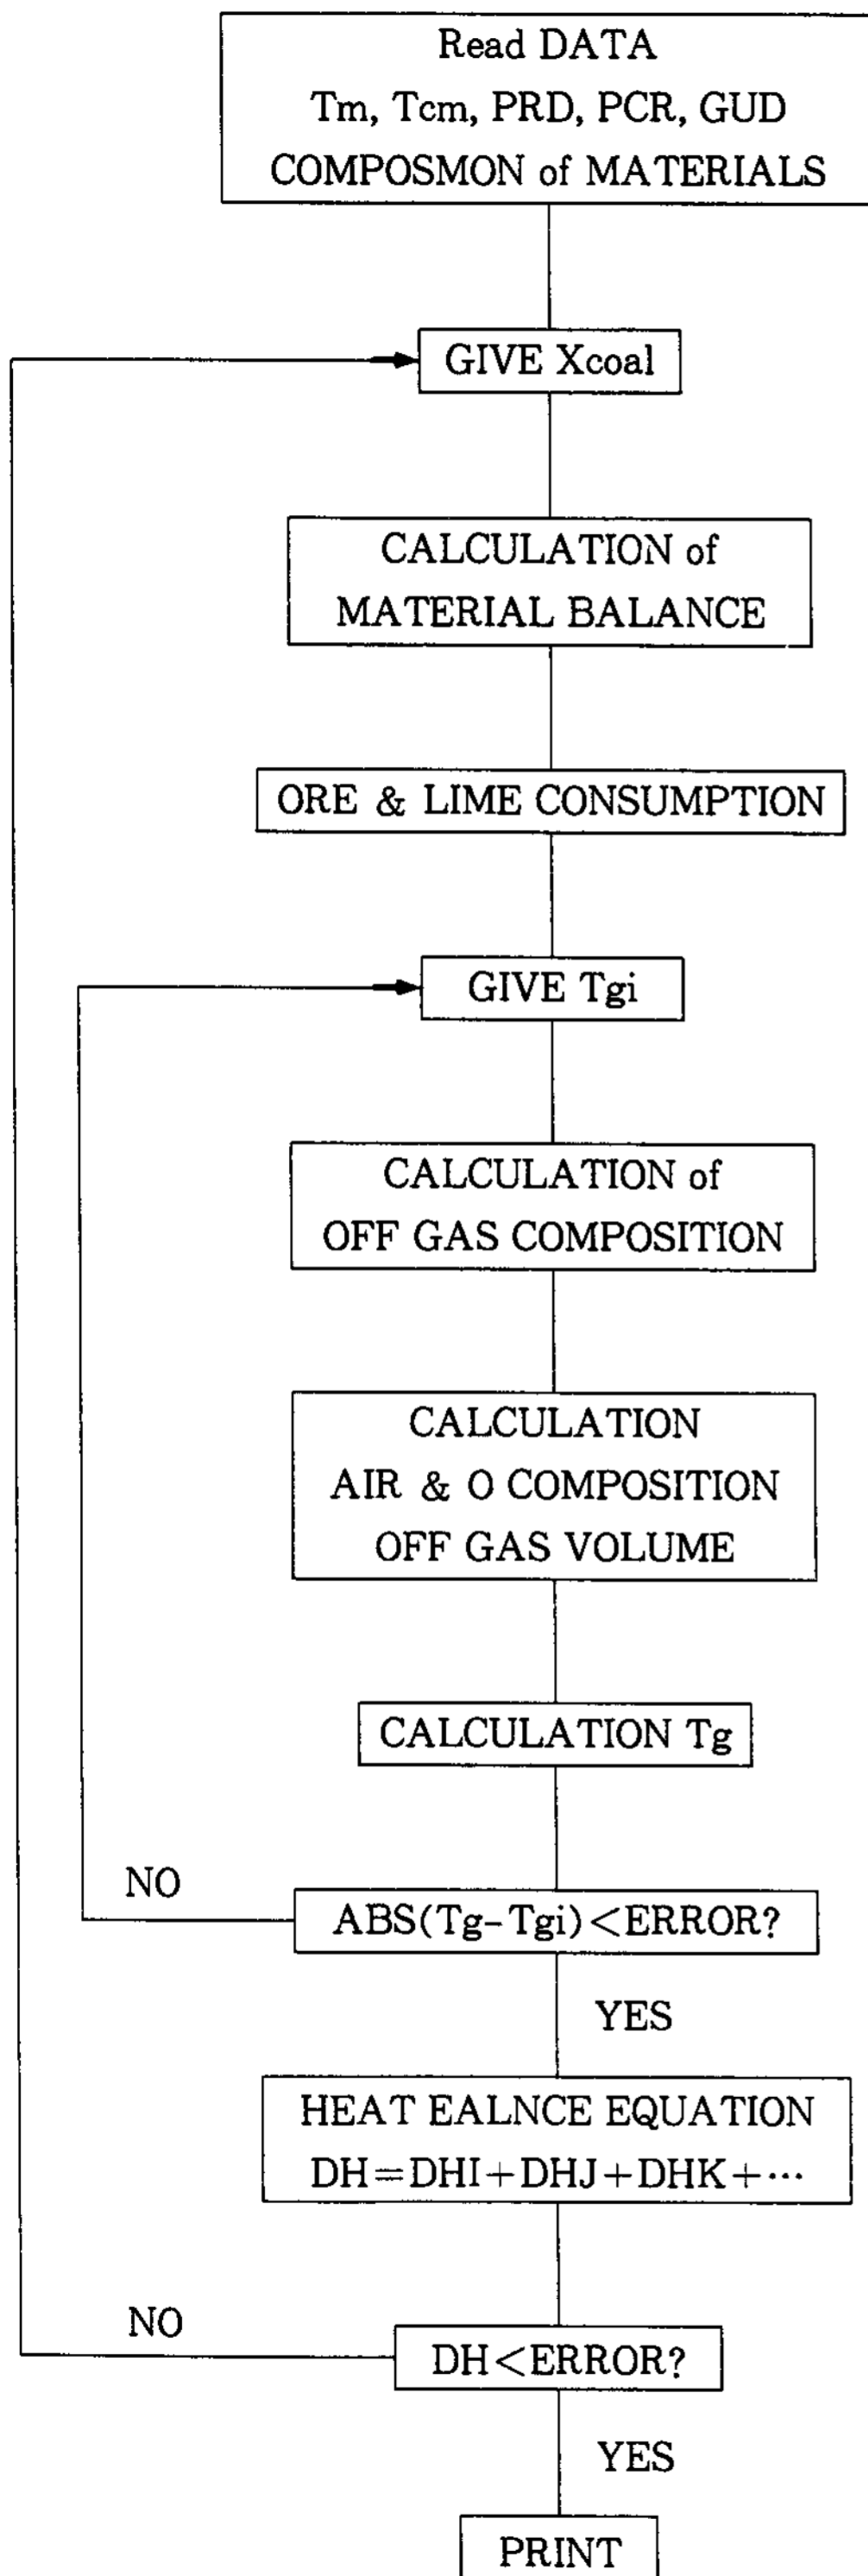 Read DATA
Tm, Tcm, PRD, PCR, GUD
COMPOSMON of MATERIALS
GIVE Xcoal
CALCULATION of
MATERIAL BALANCE
ORE & LIME CONSUMPTION
GIVE Tgi
CALCULATION of
OFF GAS COMPOSITION
CALCULATION
AIR & O COMPOSITION
OFF GAS VOLUME
CALCULATION Tg
NO
ABS(Tg-Tgi)<ERROR?
YES
HEAT EALNCE EQUATION
DH=DHI+DHJ+DHK+···
NO
DH<ERROR?
YES
PRINT